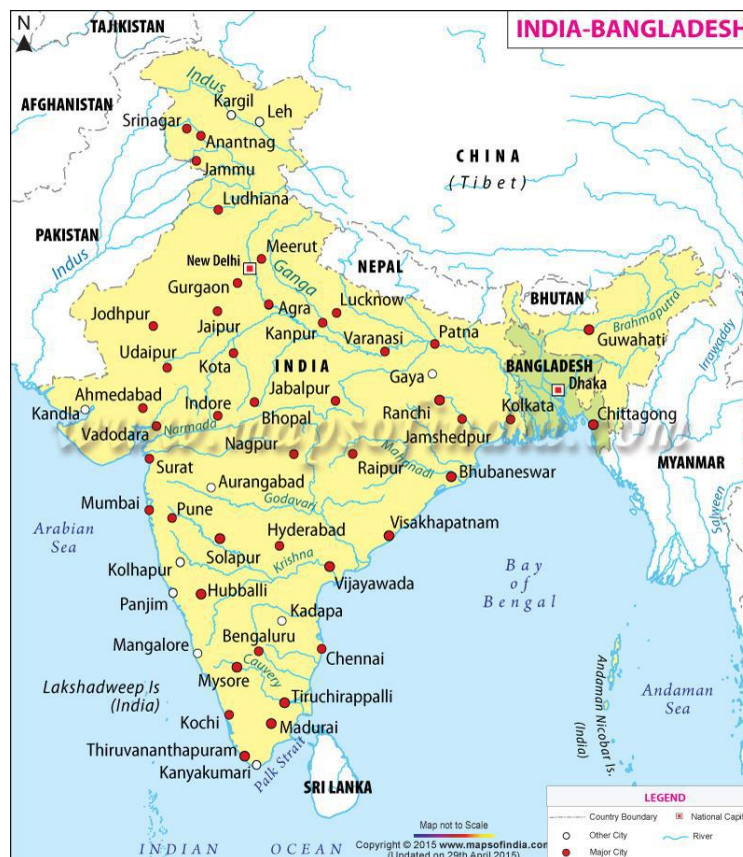 N
TAJIKISTAN
INDIA-BANGLADESH
AFGHANISTAN
Indus
Kargil
Leh
Srinagar
Anantnag
Jammu
CHINA
(Tibet)
Ludhiana
PAKISTAN
Indus
Meerut
New Delhi
Ganga
NEPAL
Gurgaon
Agra
Lucknow
BHUTAN
Brahmaputra
Jodhpur
Jaipur
Kanpur
Varanasi
Patna
Guwahati
Irrawaddy
Udaipur
Kota
INDIA
Gaya
BANGLADESH
Dhaka
Ahmedabad
Indore
Jabalpur
Kandla
Bhopal
Ranchi
Kolkata
Chittagong
Vadodara
Narmada
Jamshedpur
www.mapsofindia.com
Nagpur
Mahanadi
Surat
Raipur
Bhubaneswar
MYANMAR
Aurangabad
Salween
Mumbai
Pune
Godavari
Arabian
Sea
Hyderabad
Visakhapatnam
Solapur
Krishna
Kolhapur
Vijayawada
Bay
of
Bengal
Panjim
Hubballi
Kadapa
Bengaluru
Mangalore
Chennai
Cauvery
Mysore
Andaman Nicobar Is.
(India)
Lakshadweep Is
(India)
Tiruchirappalli
Andaman
Sea
Kochi
Madurai
Thiruvananthapuram
Palk Strait
Kanyakumari
SRI LANKA
LEGEND
Country Boundary
National Capit
Other City
River
Major City
Map not to Scale
Copyright © 2015 www.mapsofindia.com
(Updated on 29th April 2015)
INDIAN OCEAN